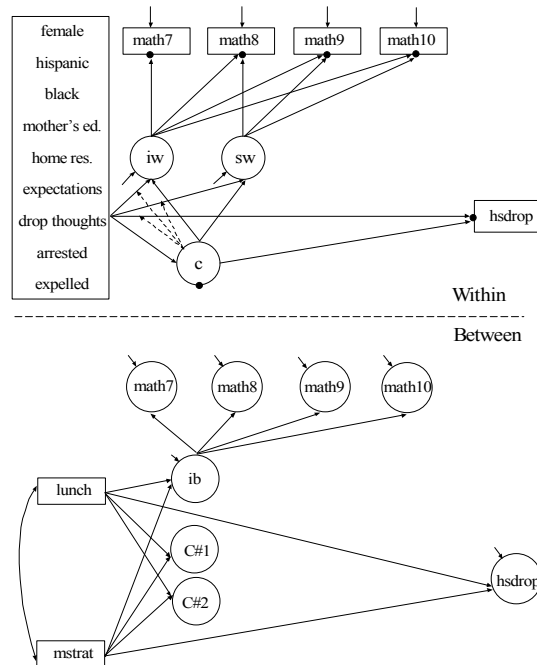 female
hispanic
black
mother's ed.
home res.
expectations
drop thoughts
arrested
expelled
math7
math8
math9
math10
iw
sw
hsdrop
c
Within
Between
math7
math8
math9
math10
lunch
ib
C#1
C#2
hsdrop
mstrat